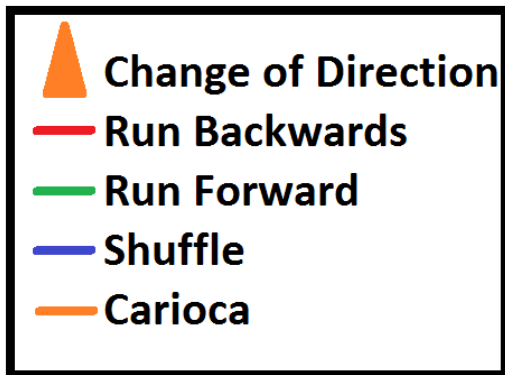 Change of Direction
Run Backwards
Run Forward
Shuffle
Carioca